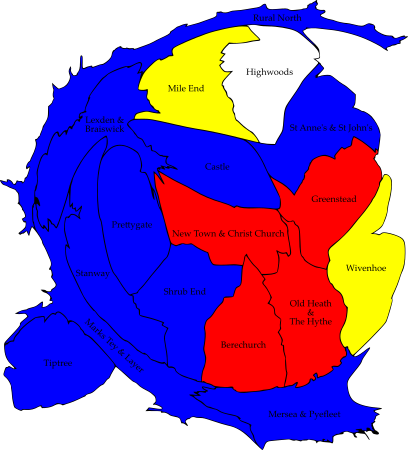 Rural North
Highwoods
Mile End
Lexden &
Braiswick
St Anne's & St John's
Castle
Greenstead
Prettygate
New Town & Christ Church
Wivenhoe
Stanway
Shrub End
Old Heath
&
The Hythe
Marks Tey & Layer
Berechurch
Tiptree
Mersea & Pyefleet